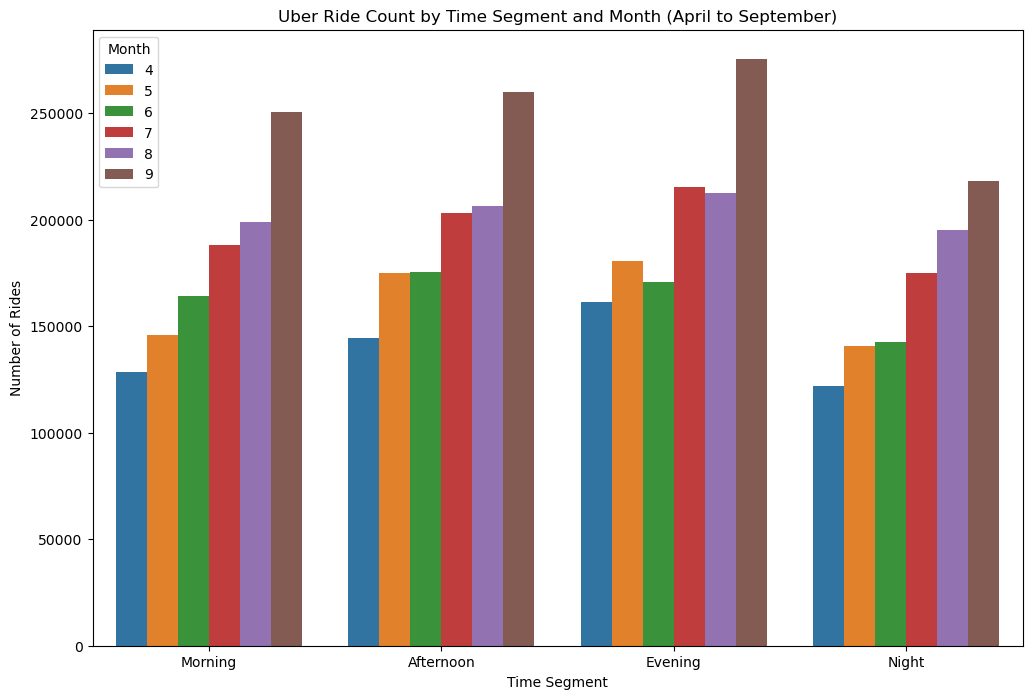 Uber Ride Count by Time Segment and Month (April to September)
Month
4
5
6
7
8
9
250000
200000
150000
100000
50000
0
Number of Rides
Morning Afternoon Evening Night
Time Segment